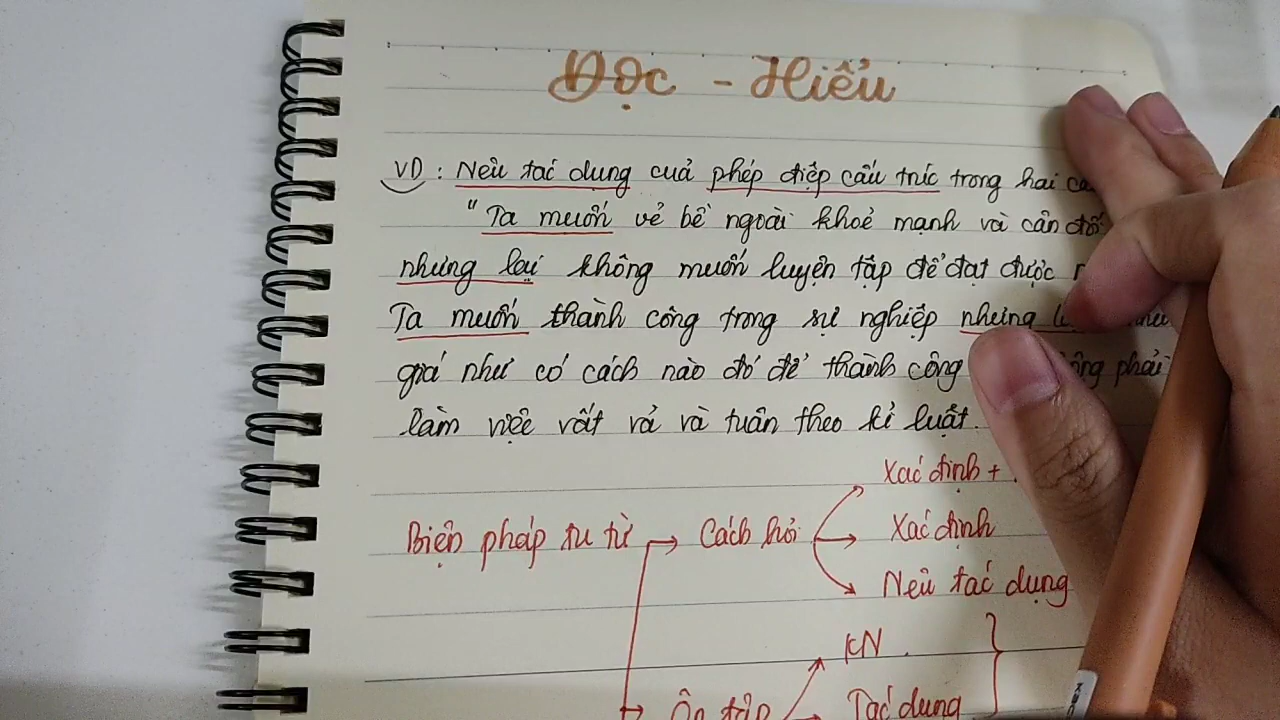 Đọc - Hiểu
VD : Nêu tác dụng cuả phép điệp cấu trúc trong hai
"Ta muốn vẻ bề ngoài khoẻ mạnh và cân
nhưng lại không muốn luyện tập để đạt được
Ta muốn thành công trong sự nghiệp nhưng
giá như có cách nào đó để thành công phải
làm việc vất vả và tuân theo kỉ luật.
Xác định +
Biện pháp tu từ → Cách hỏi → Xác định
Nêu tác dụng
KN
Ôn tập Tác dụng